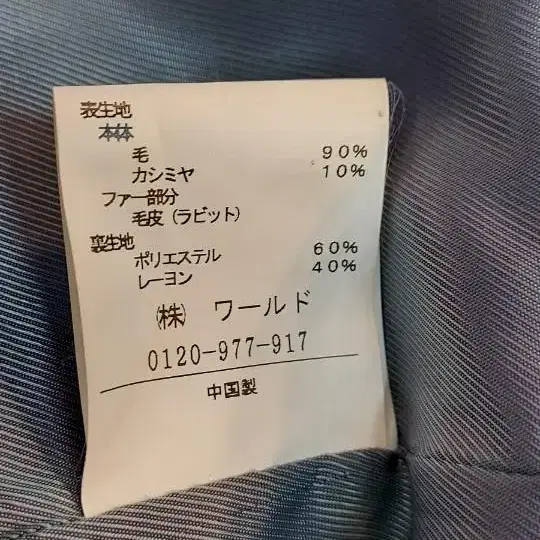 表生地
本体
毛 90%
カシミヤ 10%
ファー部分
毛皮（ラビット）
裏生地
ポリエステル 60%
レーヨン 40%
㈱ ワールド
0120-977-917
中国製